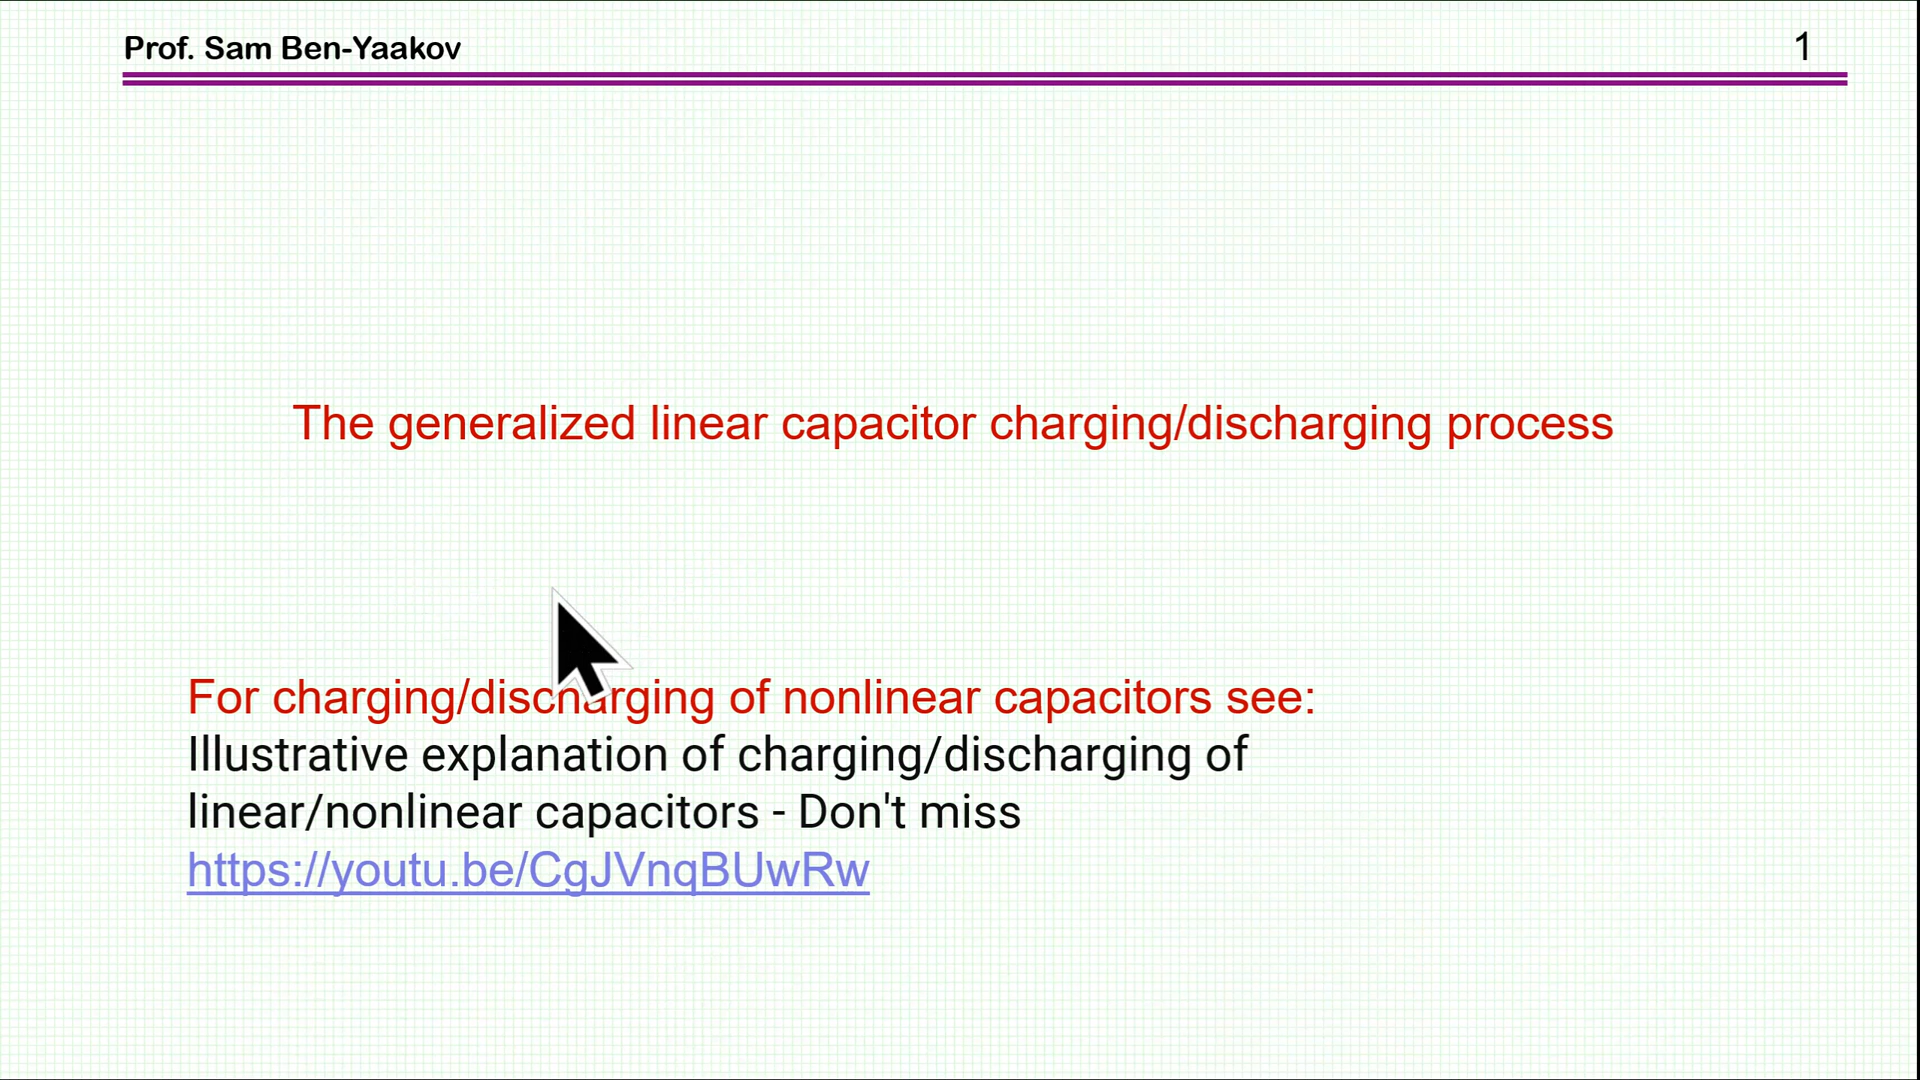 Prof. Sam Ben-Yaakov
1
The generalized linear capacitor charging/discharging process
For charging/discharging of nonlinear capacitors see:
Illustrative explanation of charging/discharging of
linear/nonlinear capacitors - Don't miss
https://youtu.be/CgJVnqBUwRw